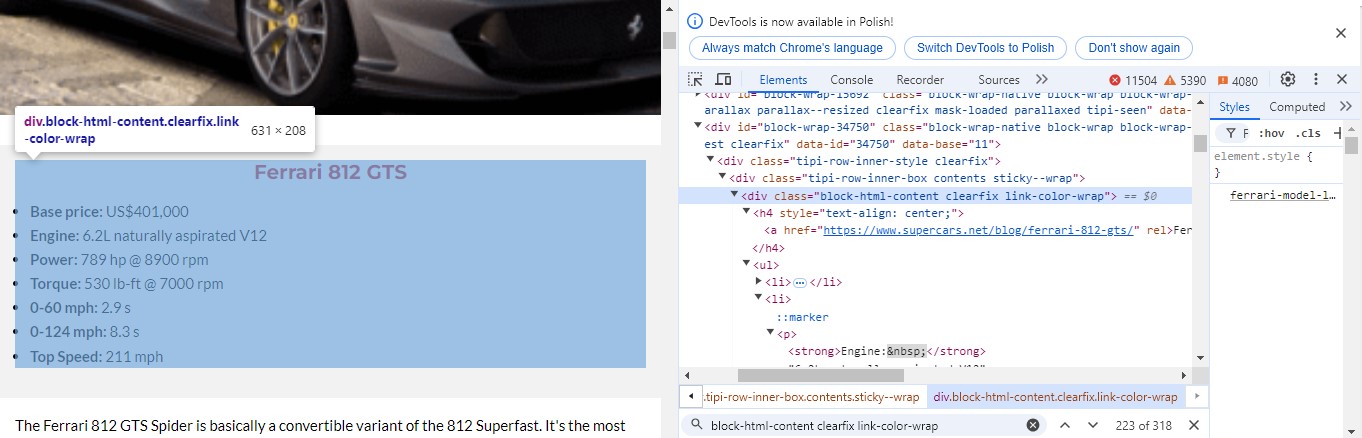 div.block-html-content.clearfix.link
-color-wrap
631 × 208
Ferrari 812 GTS
Base price: US$401,000
Engine: 6.2L naturally aspirated V12
Power: 789 hp @ 8900 rpm
Torque: 530 lb-ft @ 7000 rpm
0-60 mph: 2.9 s
0-124 mph: 8.3 s
Top Speed: 211 mph
The Ferrari 812 GTS Spider is basically a convertible variant of the 812 Superfast. It's the most
DevTools is now available in Polish!
Always match Chrome's language
Switch DevTools to Polish
Don't show again
Elements Console Recorder Sources 11504 5390 4080
<div id="block-wrap-15692" class="block-wrap-native block-wrap block-wrap-
arallax parallax--resized clearfix mask-loaded parallaxed tipi-seen" data-
<div id="block-wrap-34750" class="block-wrap-native block-wrap block-wrap-
est clearfix" data-id="34750" data-base="11">
<div class="tipi-row-inner-style clearfix">
<div class="tipi-row-inner-box contents sticky--wrap">
<div class="block-html-content clearfix link-color-wrap"> == $0
<h4 style="text-align: center;">
<a href="https://www.supercars.net/blog/ferrari-812-gts/" rel>Fer
</h4>
<ul>
<li>…</li>
<li>
::marker
<p>
<strong>Engine:&nbsp;</strong>
.tipi-row-inner-box.contents.sticky--wrap div.block-html-content.clearfix.link-color-wrap
block-html-content clearfix link-color-wrap
223 of 318
Cancel
Styles Computed
F :hov .cls
element.style {
}
ferrari-model-l…